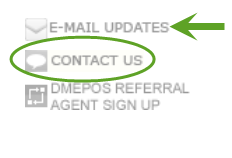 E-MAIL UPDATES
CONTACT US
DMEPOS REFERRAL
AGENT SIGN UP